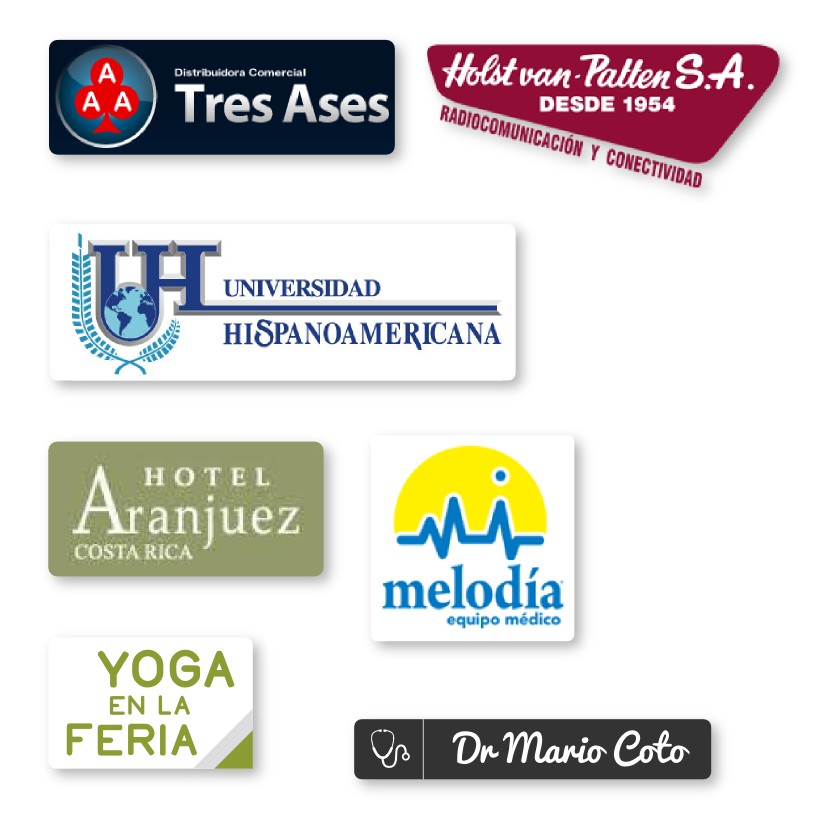 A
A A
Distribuidora Comercial
Tres Ases
Holst van-Patten S.A.
DESDE 1954
RADIOCOMUNICACIÓN Y CONECTIVIDAD
UH
UNIVERSIDAD
HISPANOAMERICANA
HOTEL
Aranjuez
COSTA RICA
melodía
equipo médico
YOGA
EN LA
FERIA
Dr Mario Coto